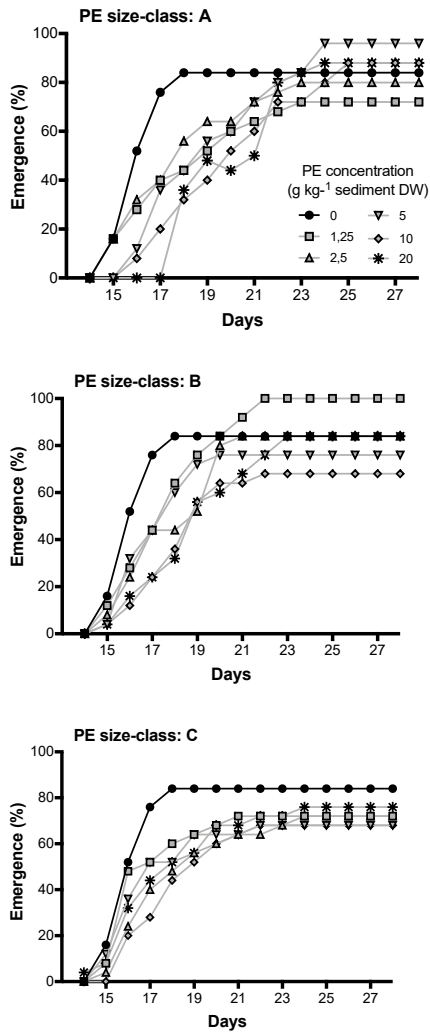 PE size-class: A
Emergence (%)
100
80
60
40
20
0
PE concentration
(g kg-1 sediment DW)
0
5
1,25
10
2,5
20
15 17 19 21 23 25 27
Days
PE size-class: B
Emergence (%)
100
80
60
40
20
0
15 17 19 21 23 25 27
Days
PE size-class: C
Emergence (%)
100
80
60
40
20
0
15 17 19 21 23 25 27
Days